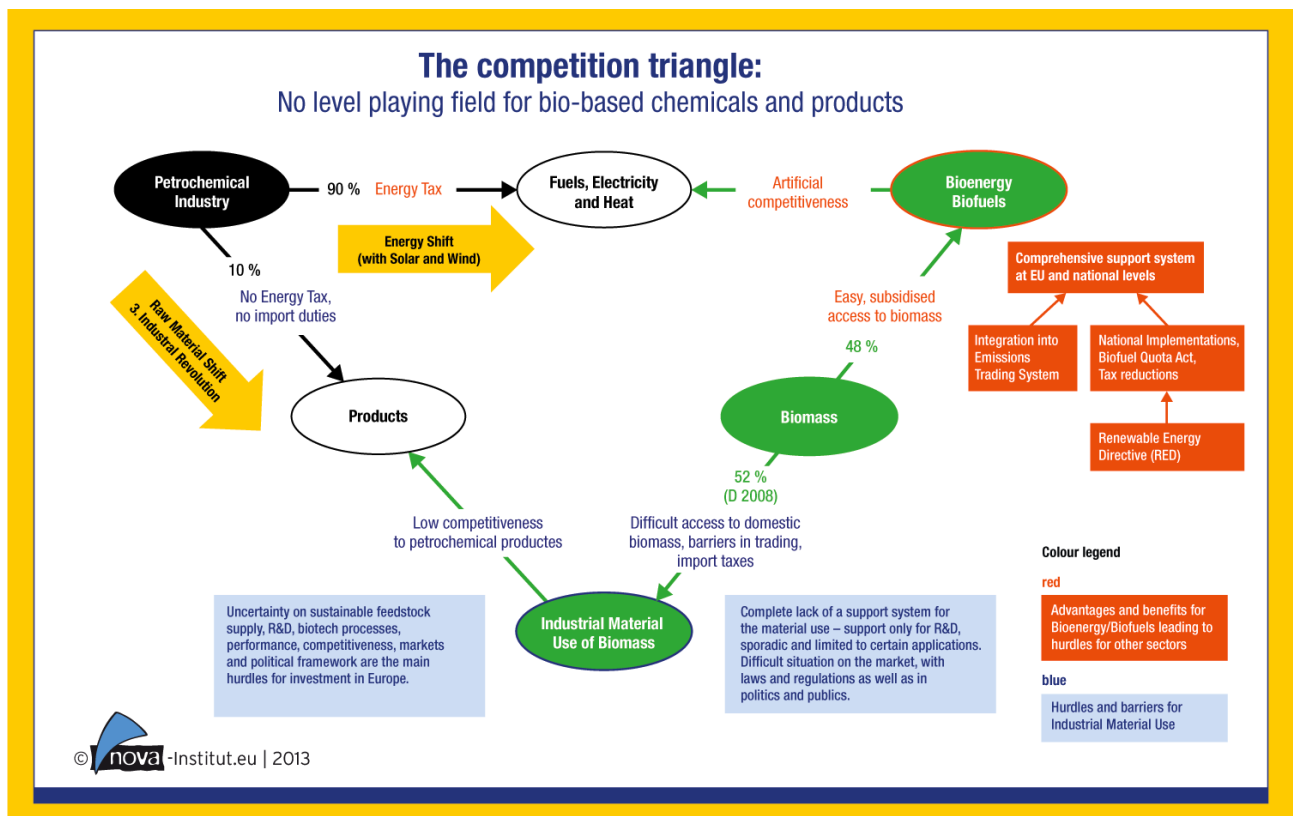 The competition triangle:
No level playing field for bio-based chemicals and products
Petrochemical
Industry
90 %
Energy Tax
Fuels, Electricity
and Heat
Artificial
competitiveness
Bioenergy
Biofuels
Energy Shift
(with Solar and Wind)
10 %
No Energy Tax,
no import duties
Raw Material Shift
3. Industral Revolution
Easy, subsidised
access to biomass
48 %
Comprehensive support system
at EU and national levels
Integration into
Emissions
Trading System
National Implementations,
Biofuel Quota Act,
Tax reductions
Renewable Energy
Directive (RED)
Products
Biomass
52 %
(D 2008)
Low competitiveness
to petrochemical productes
Difficult access to domestic
biomass, barriers in trading,
import taxes
Industrial Material
Use of Biomass
Uncertainty on sustainable feedstock
supply, R&D, biotech processes,
performance, competitiveness, markets
and political framework are the main
hurdles for investment in Europe.
Complete lack of a support system for
the material use – support only for R&D,
sporadic and limited to certain applications.
Difficult situation on the market, with
laws and regulations as well as in
politics and publics.
Colour legend
red
Advantages and benefits for
Bioenergy/Biofuels leading to
hurdles for other sectors
blue
Hurdles and barriers for
Industrial Material Use
© nova-Institut.eu | 2013